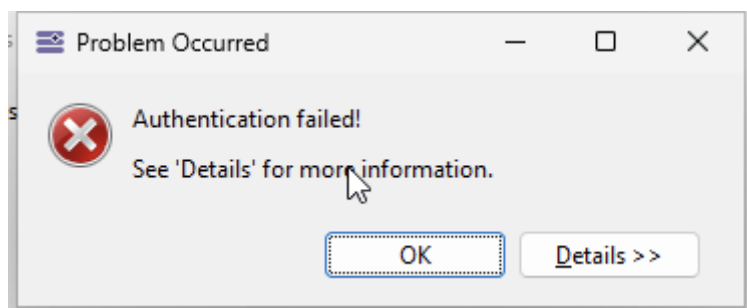 Problem Occurred
Authentication failed!
See 'Details' for more information.
OK
Details >>